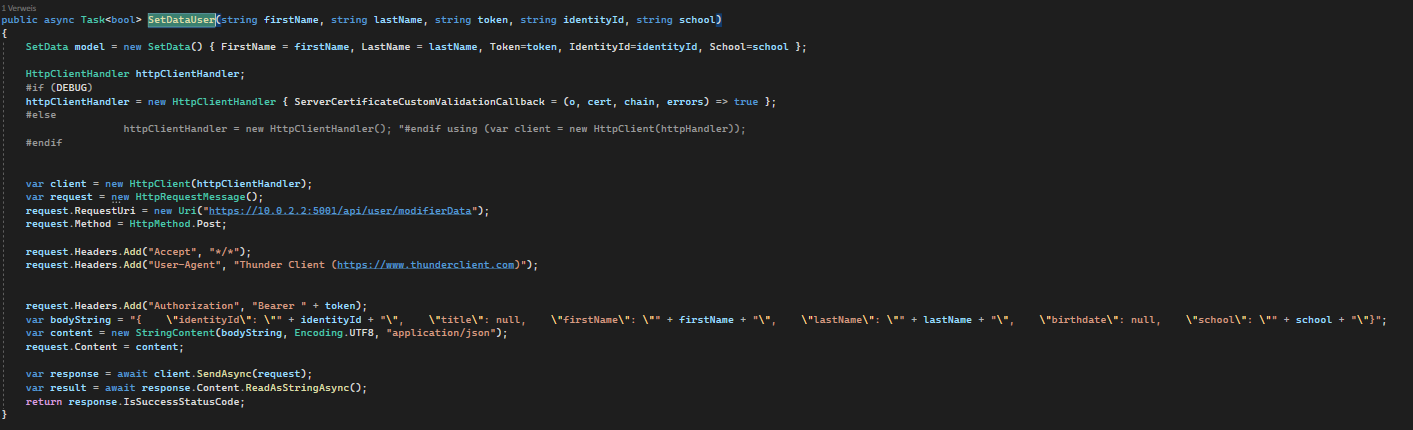 1 Verweis
public async Task<bool> SetDataUser(string firstName, string lastName, string token, string identityId, string school)
{
    SetData model = new SetData() { FirstName = firstName, LastName = lastName, Token=token, IdentityId=identityId, School=school };
    HttpClientHandler httpClientHandler;
    #if (DEBUG)
    httpClientHandler = new HttpClientHandler { ServerCertificateCustomValidationCallback = (o, cert, chain, errors) => true };
    #else
                httpClientHandler = new HttpClientHandler(); "#endif using (var client = new HttpClient(httpHandler));
    #endif
    var client = new HttpClient(httpClientHandler);
    var request = new HttpRequestMessage();
    request.RequestUri = new Uri("https://10.0.2.2:5001/api/user/modifierData");
    request.Method = HttpMethod.Post;
    request.Headers.Add("Accept", "*/*");
    request.Headers.Add("User-Agent", "Thunder Client (https://www.thunderclient.com)");
    request.Headers.Add("Authorization", "Bearer " + token);
    var bodyString = "{    \"identityId\": \"" + identityId + "\",    \"title\": null,    \"firstName\": \"" + firstName + "\",    \"lastName\": \"" + lastName + "\",    \"birthdate\": null,    \"school\": \"" + school + "\"}";
    var content = new StringContent(bodyString, Encoding.UTF8, "application/json");
    request.Content = content;
    var response = await client.SendAsync(request);
    var result = await response.Content.ReadAsStringAsync();
    return response.IsSuccessStatusCode;
}